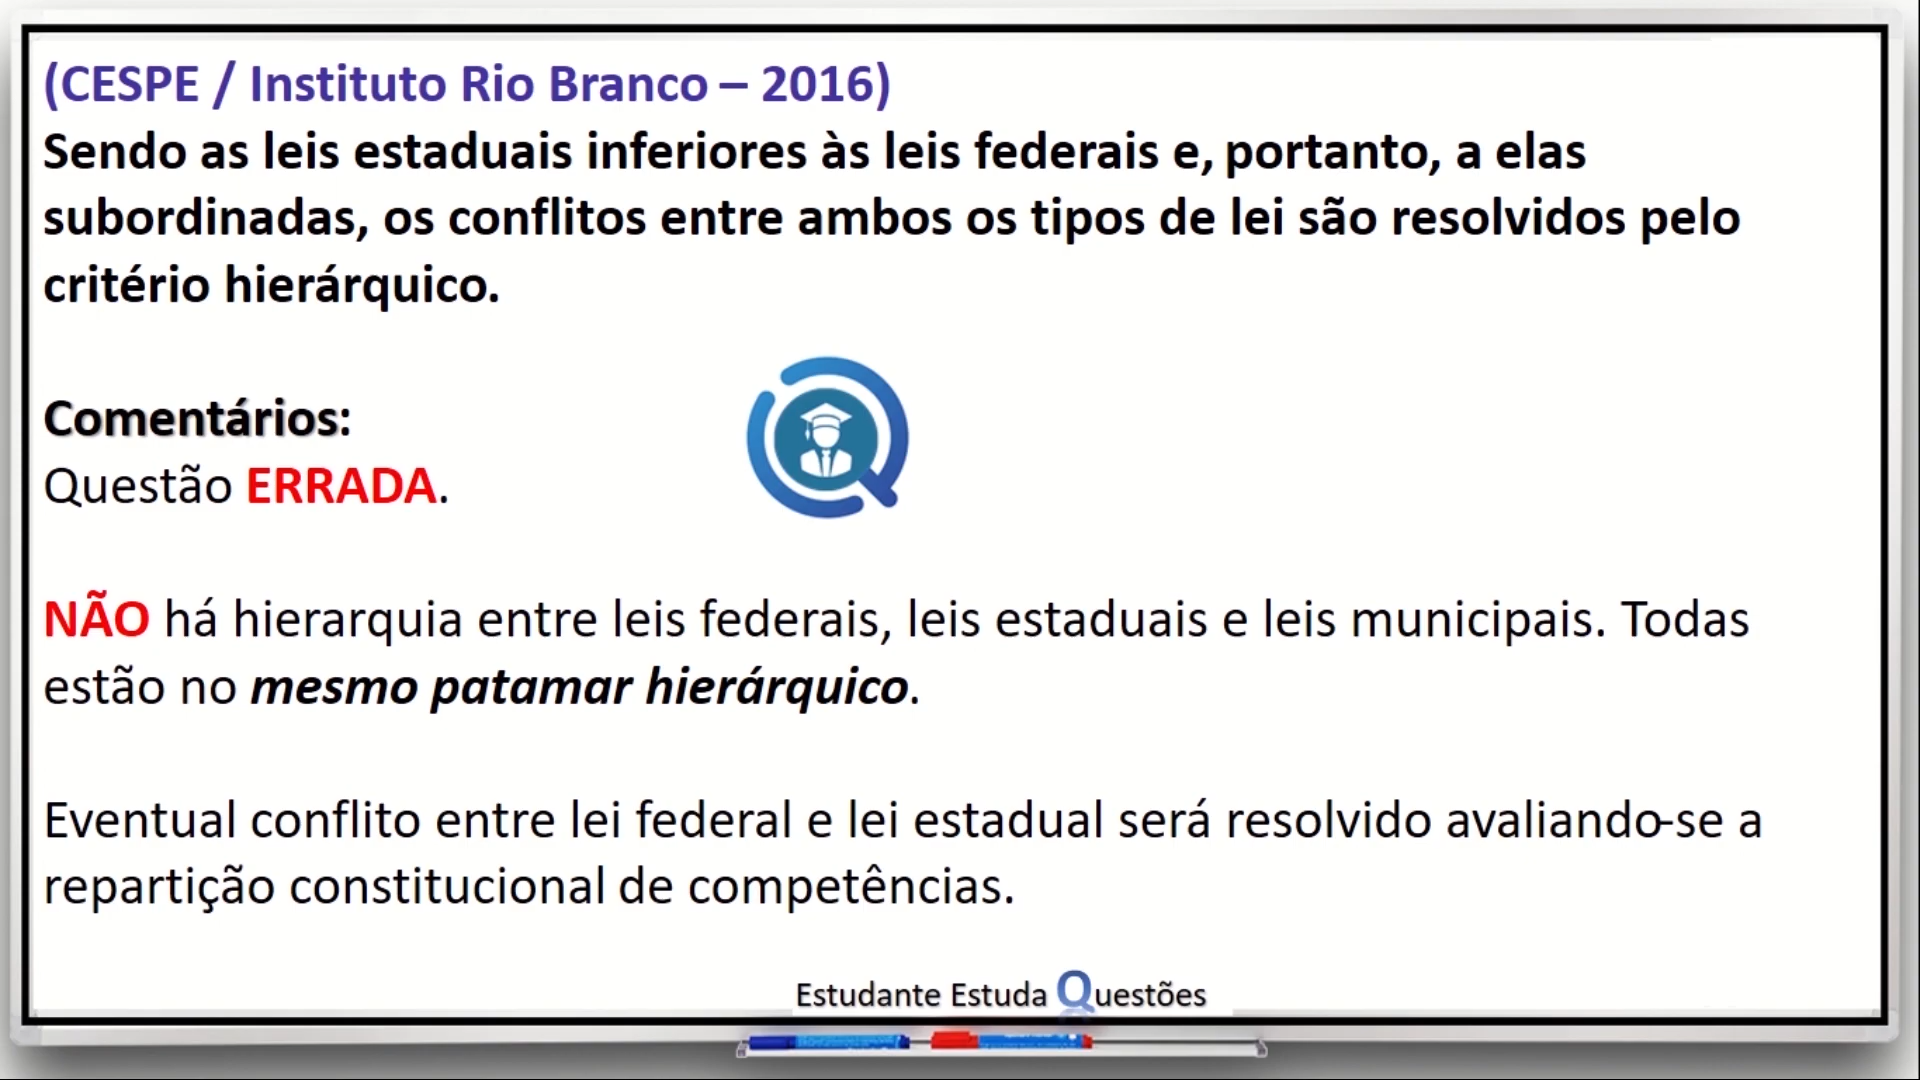 (CESPE / Instituto Rio Branco – 2016)
Sendo as leis estaduais inferiores às leis federais e, portanto, a elas
subordinadas, os conflitos entre ambos os tipos de lei são resolvidos pelo
critério hierárquico.
Comentários:
Questão ERRADA.
NÃO há hierarquia entre leis federais, leis estaduais e leis municipais. Todas
estão no mesmo patamar hierárquico.
Eventual conflito entre lei federal e lei estadual será resolvido avaliando-se a
repartição constitucional de competências.
Estudante Estuda Questões